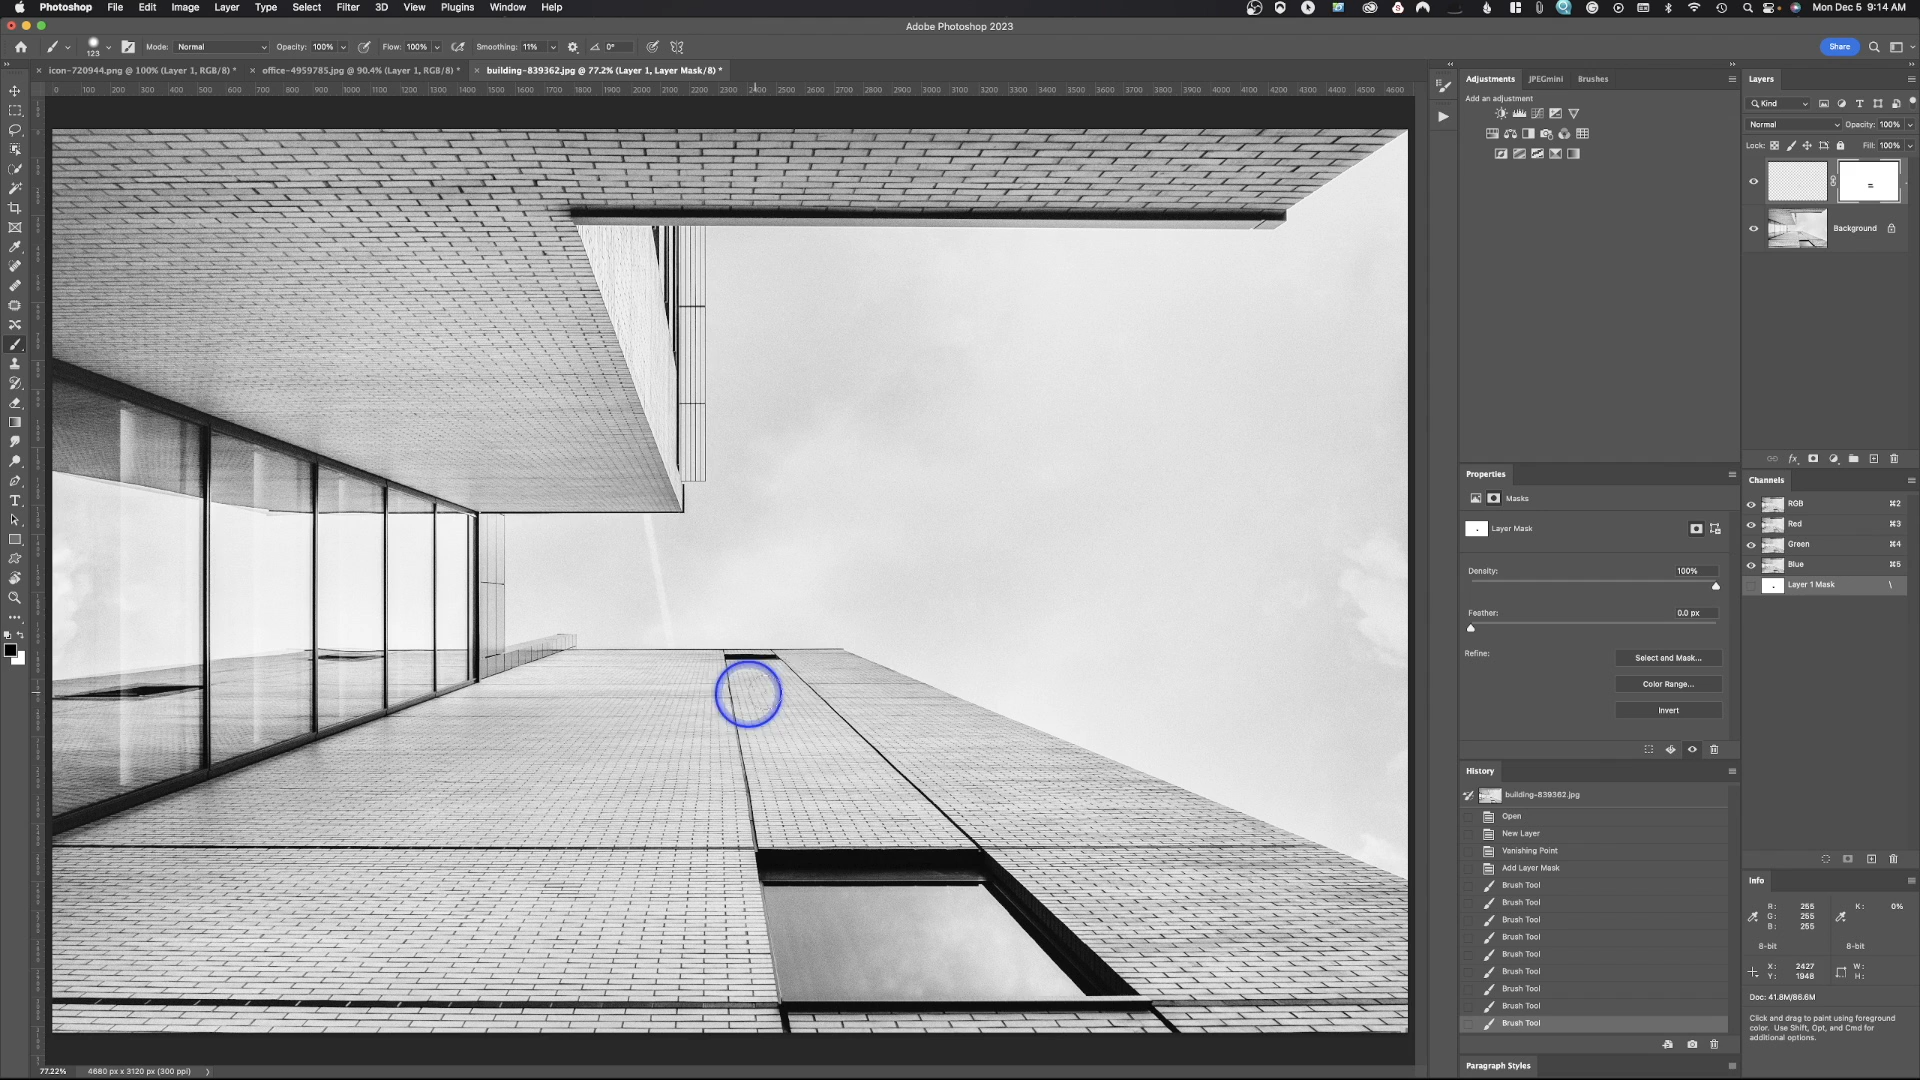 Photoshop File Edit Image Layer Type Select Filter 3D View Plugins Window Help
Mon Dec 5 9:14 AM
Adobe Photoshop 2023
123 Mode: Normal Opacity: 100% Flow: 100% Smoothing: 11% 0° Share
icon-720944.png @ 100% (Layer 1, RGB/8) *
office-4959785.jpg @ 90.4% (Layer 1, RGB/8) *
building-839362.jpg @ 77.2% (Layer 1, Layer Mask/8) *
Adjustments JPEGmini Brushes
Add an adjustment
Layers
Kind
Normal Opacity: 100%
Lock: Fill: 100%
Background
Properties
Masks
Layer Mask
Density: 100%
Feather: 0.0 px
Refine:
Select and Mask...
Color Range...
Invert
Channels
RGB ⌘2
Red ⌘3
Green ⌘4
Blue ⌘5
Layer 1 Mask \
History
building-839362.jpg
Open
New Layer
Vanishing Point
Add Layer Mask
Brush Tool
Brush Tool
Brush Tool
Brush Tool
Brush Tool
Brush Tool
Brush Tool
Brush Tool
Brush Tool
Paragraph Styles
Info
R: 255 K: 0%
G: 255
B: 255
8-bit 8-bit
X: 2427 W:
Y: 1948 H:
Doc: 41.8M/86.6M
Click and drag to paint using foreground
color. Use Shift, Opt, and Cmd for
additional options.
77.22% 4680 px x 3120 px (300 ppi)